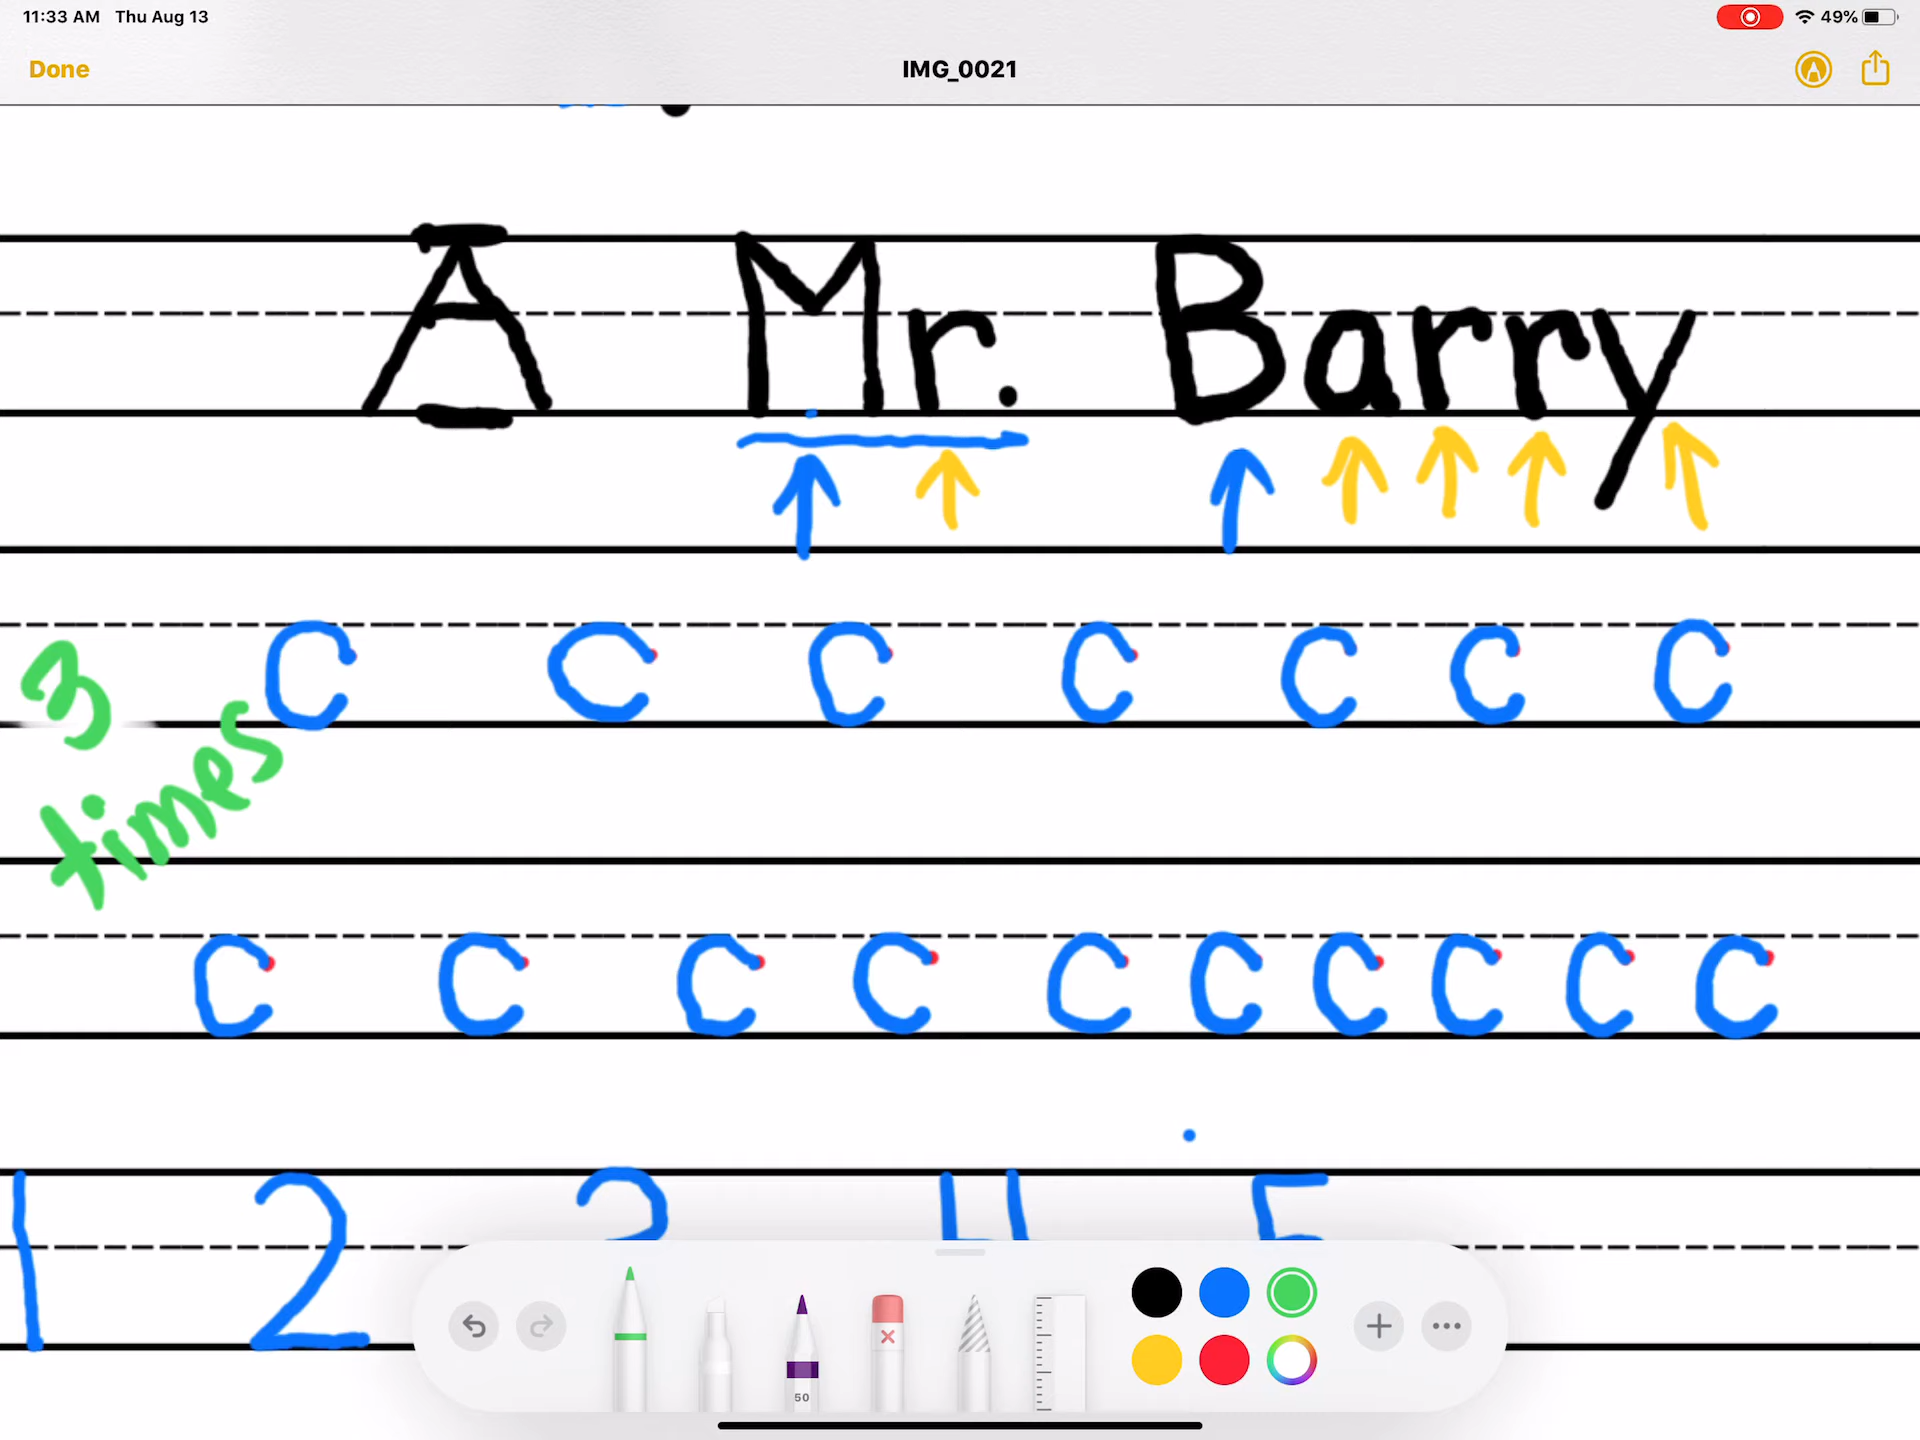 11:33 AM Thu Aug 13
49%
Done
IMG_0021
A Mr. Barry
3 times
c c c c c c c
c c c c c c c c c c
1 2 3 4 5
50